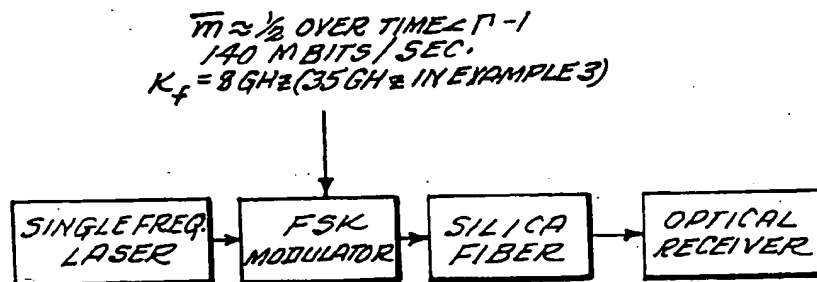 m̅ ≈ 1/2 OVER TIME < Γ -1
140 MBITS/SEC.
K_f = 8 GHz (35 GHz IN EXAMPLE 3)
SINGLE FREQ. LASER
FSK MODULATOR
SILICA FIBER
OPTICAL RECEIVER